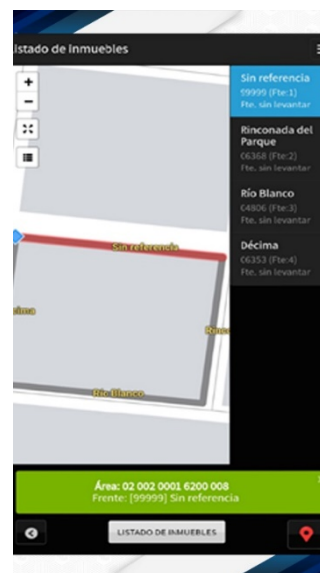 Listado de inmuebles
Sin referencia
99999 (Fte:1)
Fte. sin levantar
Rinconada del
Parque
C6368 (Fte:2)
Fte. sin levantar
Río Blanco
C4806 (Fte:3)
Fte. sin levantar
Décima
C6353 (Fte:4)
Fte. sin levantar
+
−
Sin referencia
cima
Rinc
Río Blanco
Área: 02 002 0001 6200 008
Frente: [99999] Sin referencia
LISTADO DE INMUEBLES